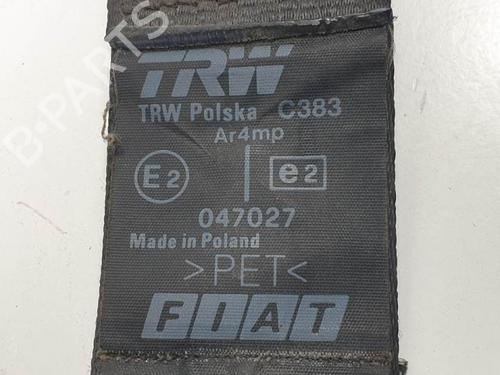 TRW
TRW Polska C383
Ar4mp
E2 e2
047027
Made in Poland
>PET<
FIAT
B-PARTS